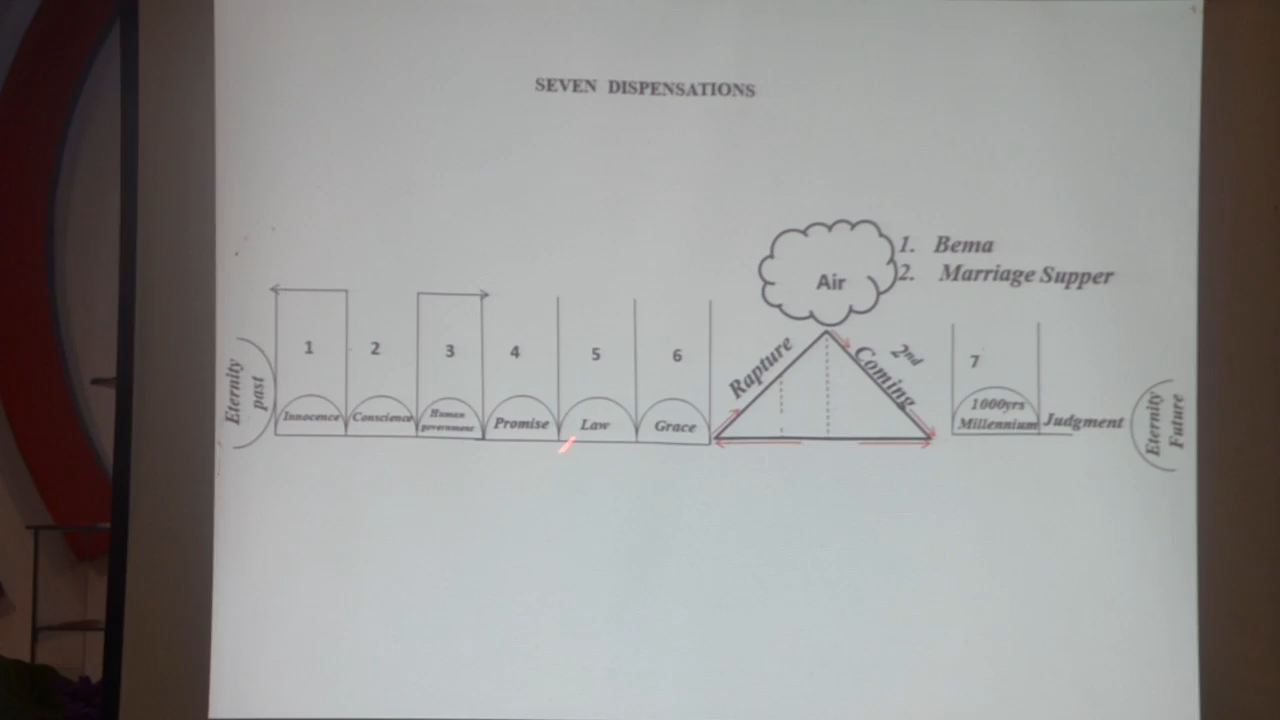 SEVEN DISPENSATIONS
1. Bema
2. Marriage Supper
Air
Eternity
past
1
Innocence
2
Conscience
3
Human
government
4
Promise
5
Law
6
Grace
Rapture
2nd
Coming
7
1000yrs
Millennium
Judgment
Eternity
Future